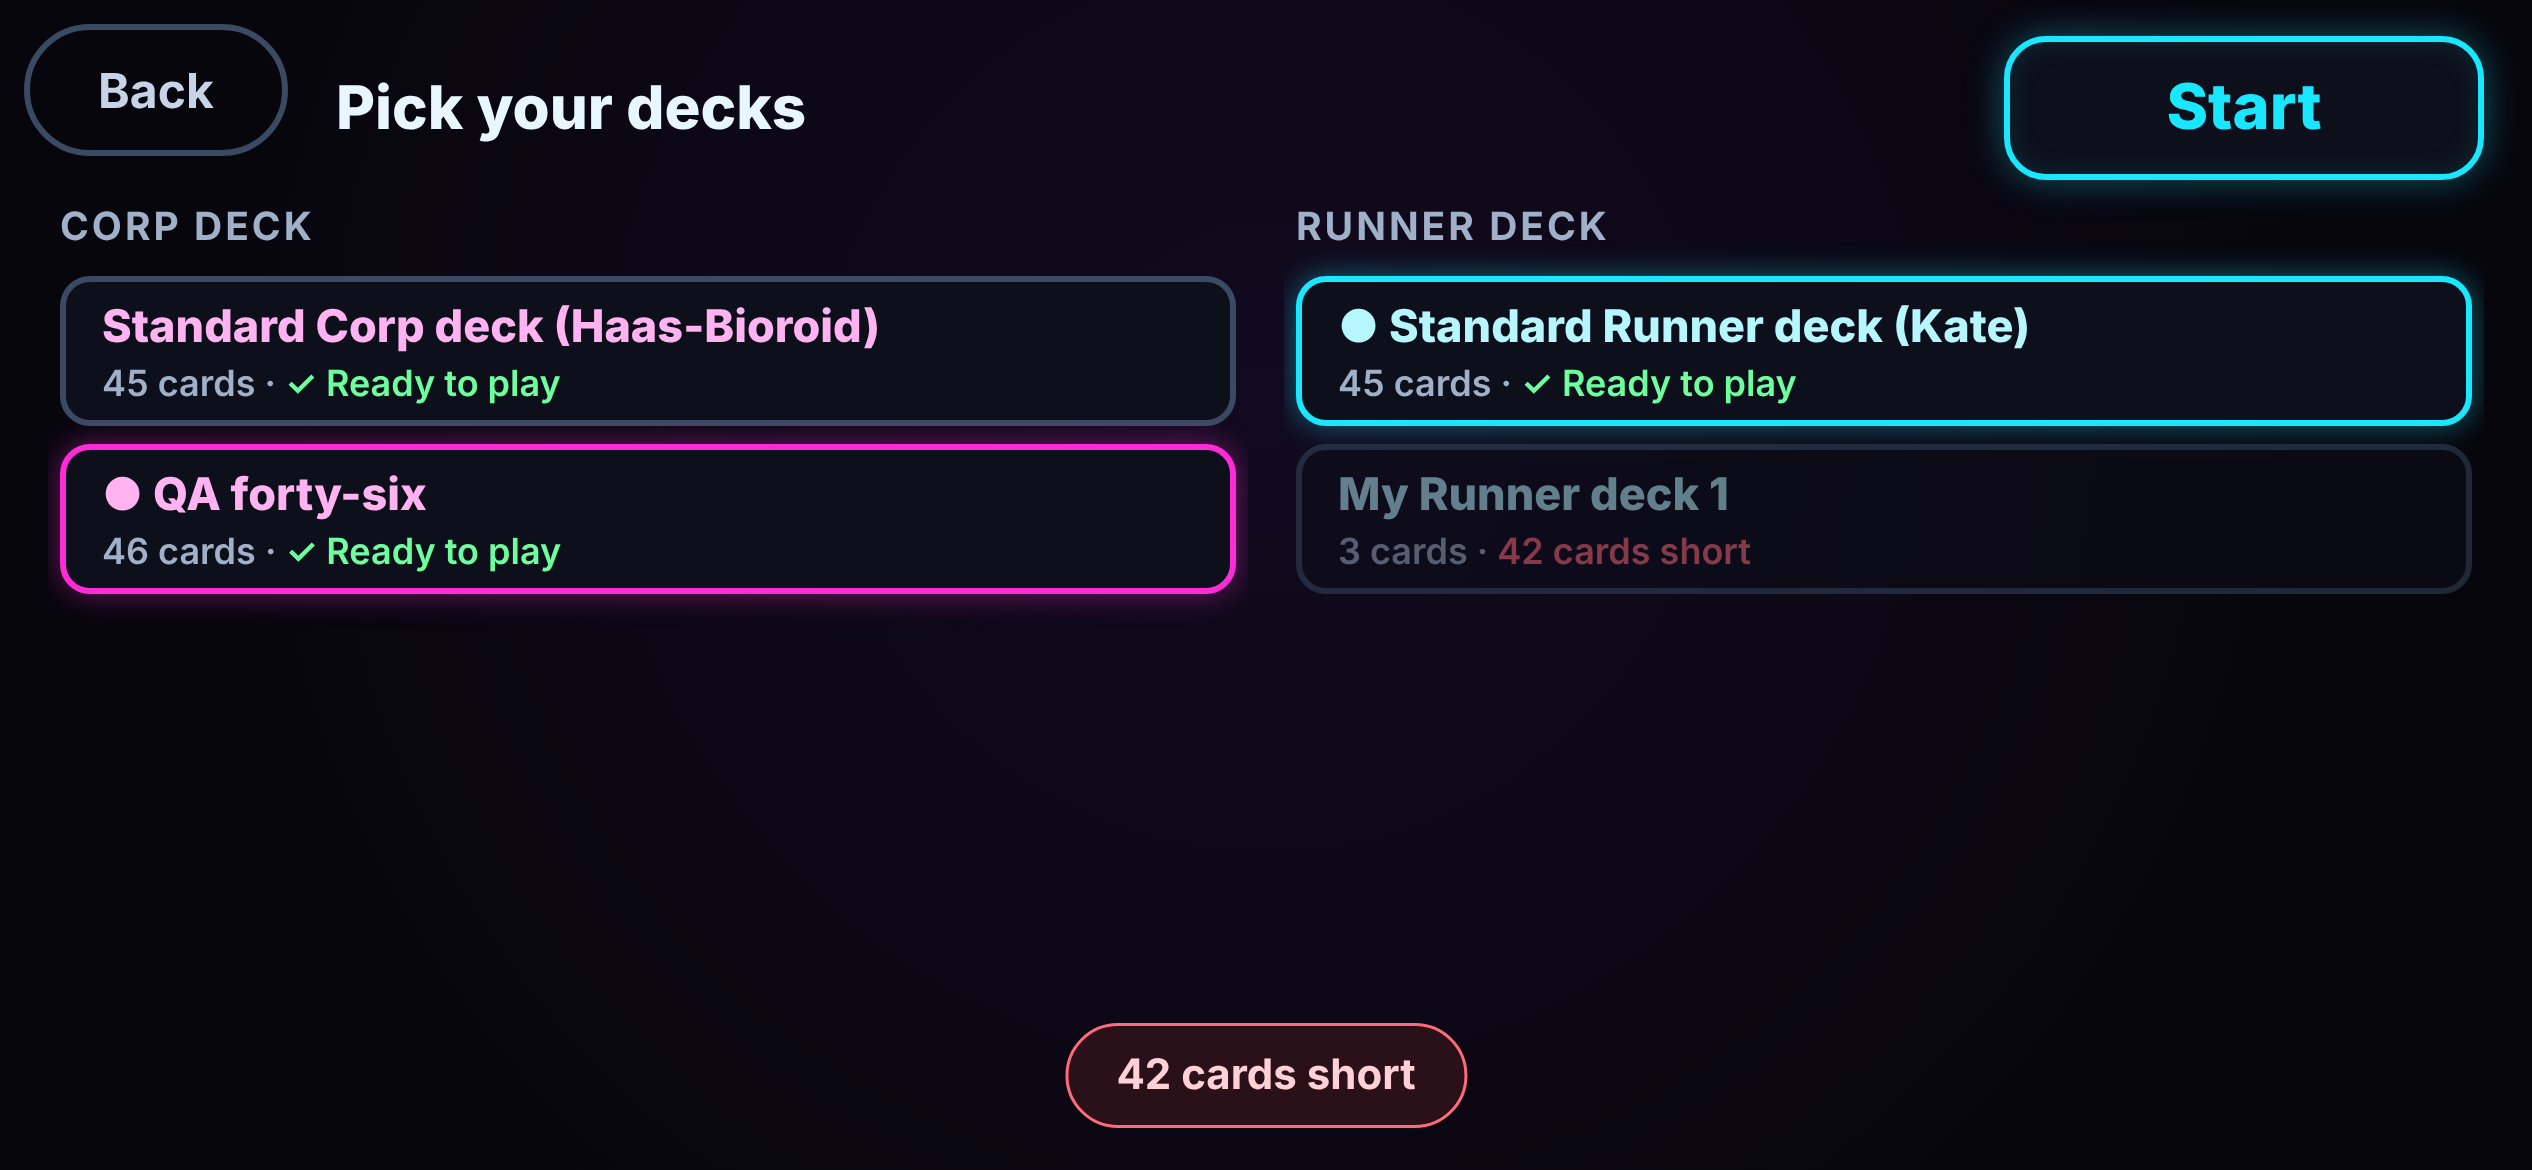 Back
Pick your decks
Start
CORP DECK
Standard Corp deck (Haas-Bioroid)
45 cards · ✓ Ready to play
● QA forty-six
46 cards · ✓ Ready to play
RUNNER DECK
● Standard Runner deck (Kate)
45 cards · ✓ Ready to play
My Runner deck 1
3 cards · 42 cards short
42 cards short